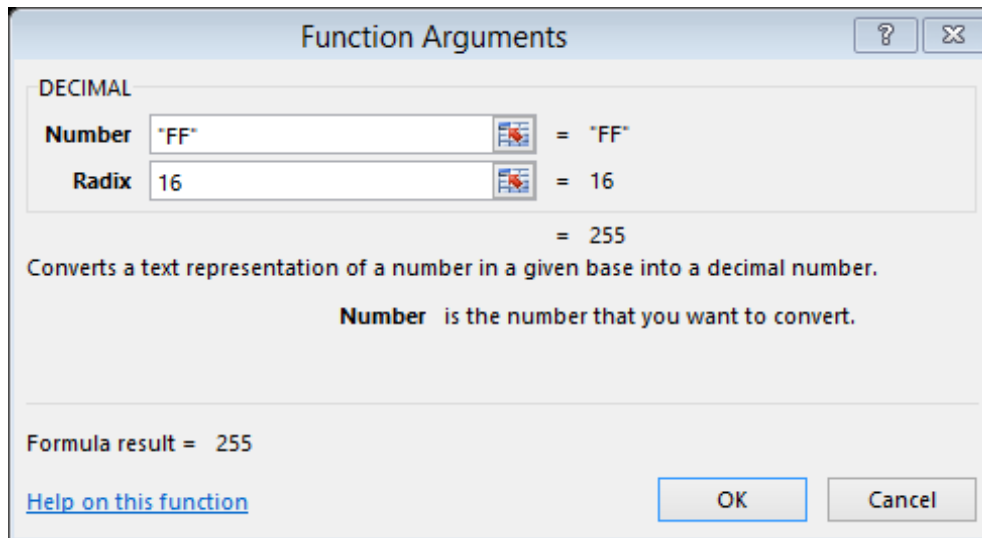 Function Arguments
DECIMAL
Number "FF" = "FF"
Radix 16 = 16
= 255
Converts a text representation of a number in a given base into a decimal number.
Number is the number that you want to convert.
Formula result = 255
Help on this function
OK Cancel